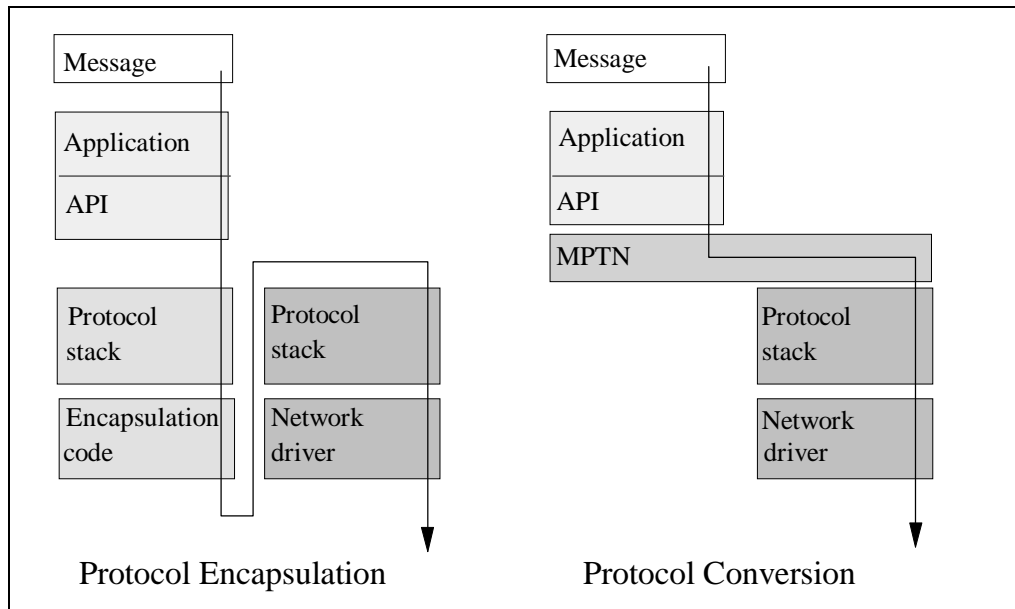 Message
Application
API
Protocol
stack
Encapsulation
code
Protocol
stack
Network
driver
Protocol Encapsulation
Message
Application
API
MPTN
Protocol
stack
Network
driver
Protocol Conversion